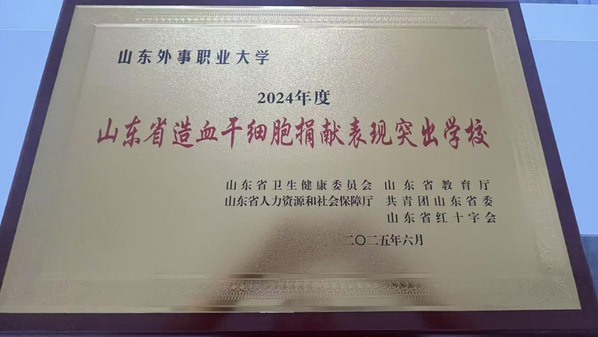 山东外事职业大学
2024年度
山东省造血干细胞捐献表现突出学校
山东省卫生健康委员会 山东省教育厅
山东省人力资源和社会保障厅 共青团山东省委
山东省红十字会
二〇二五年六月